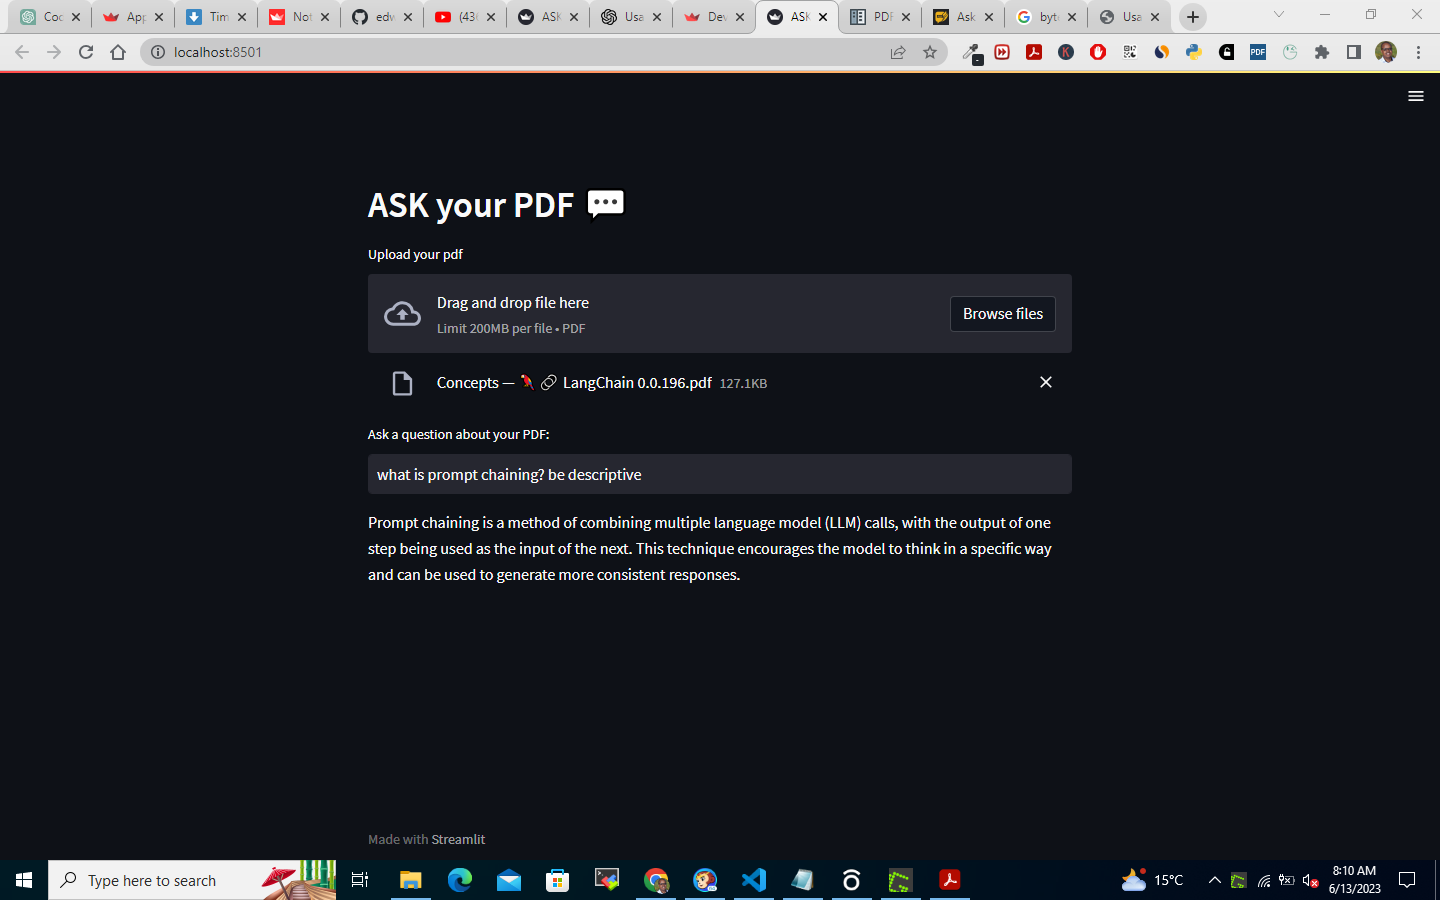 Coc
App
Tim
Not
edv
(436
ASK
Usa
Dev
ASK
PDF
Ask
byt
Usa
localhost:8501
ASK your PDF
Upload your pdf
Drag and drop file here
Limit 200MB per file • PDF
Browse files
Concepts — LangChain 0.0.196.pdf 127.1KB
Ask a question about your PDF:
what is prompt chaining? be descriptive
Prompt chaining is a method of combining multiple language model (LLM) calls, with the output of one
step being used as the input of the next. This technique encourages the model to think in a specific way
and can be used to generate more consistent responses.
Made with Streamlit
Type here to search
15°C
8:10 AM
6/13/2023